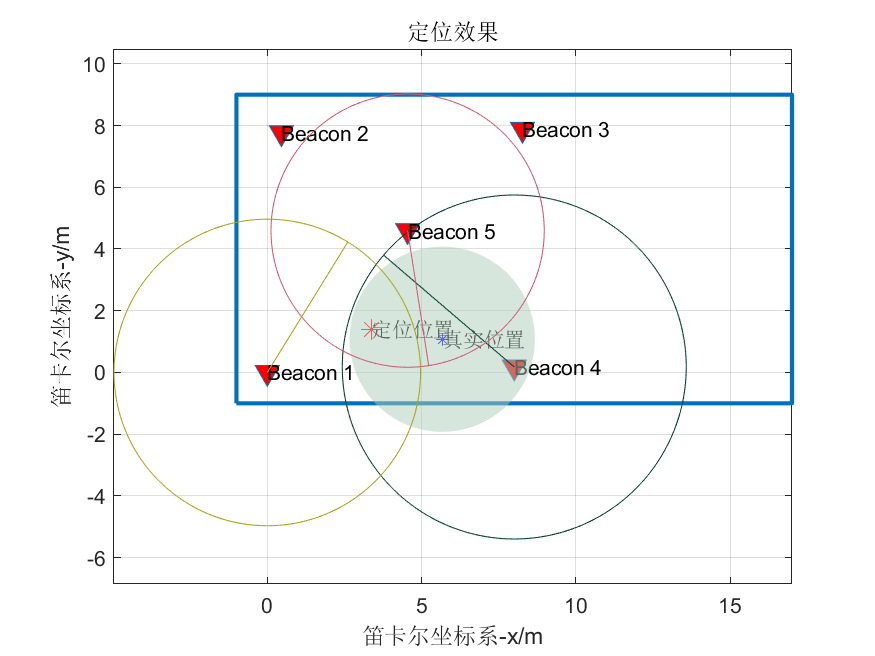 定位效果
10
8
6
4
2
0
-2
-4
-6
笛卡尔坐标系-y/m
Beacon 2
Beacon 3
Beacon 5
定位位置
真实位置
Beacon 1
Beacon 4
0
5
10
15
笛卡尔坐标系-x/m